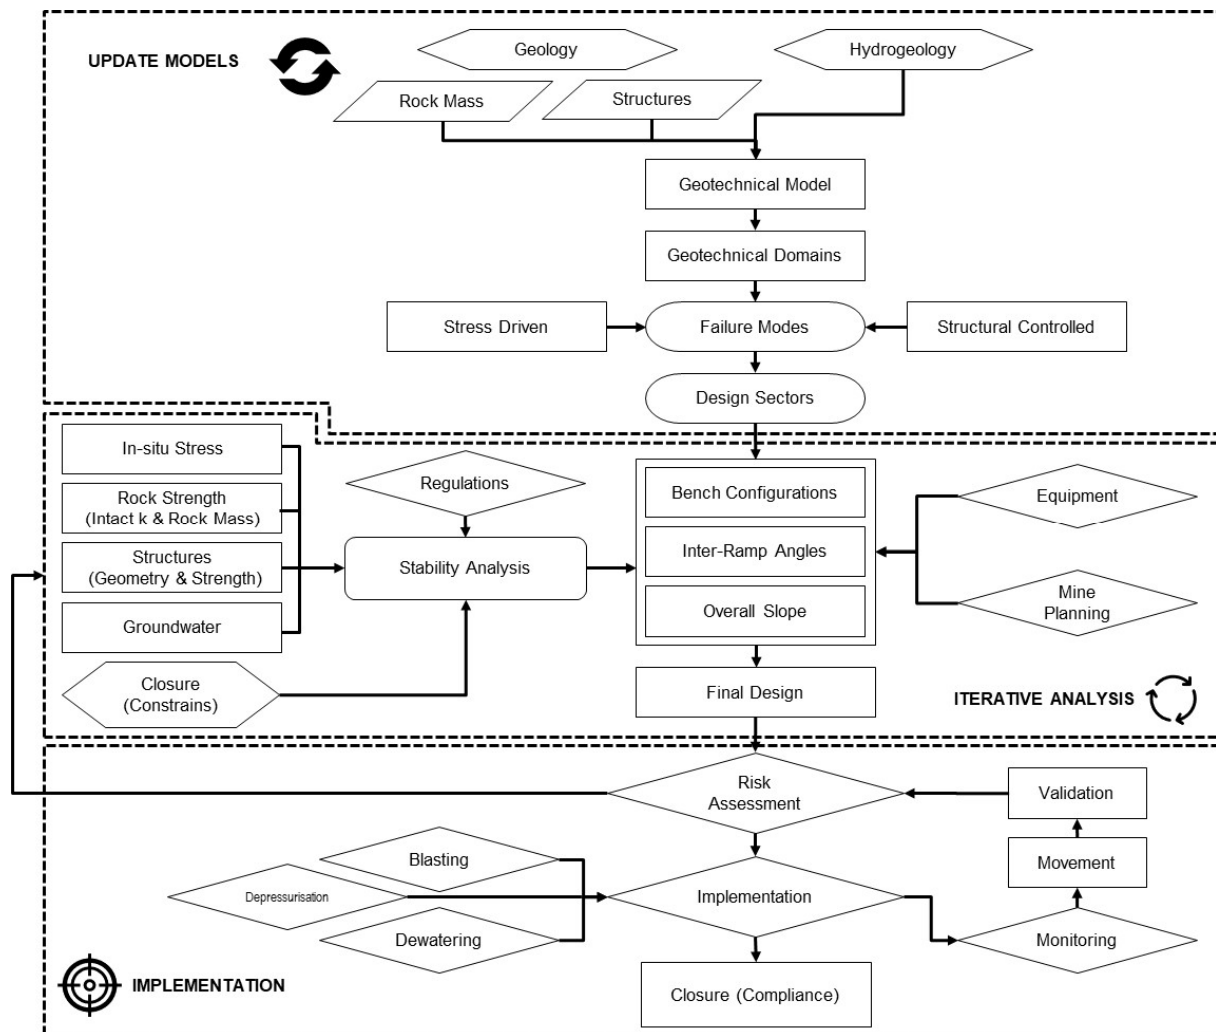 UPDATE MODELS
Geology
Hydrogeology
Rock Mass
Structures
Geotechnical Model
Geotechnical Domains
Stress Driven
Failure Modes
Structural Controlled
Design Sectors
In-situ Stress
Rock Strength
(Intact k & Rock Mass)
Structures
(Geometry & Strength)
Groundwater
Closure
(Constrains)
Regulations
Stability Analysis
Bench Configurations
Inter-Ramp Angles
Overall Slope
Equipment
Mine
Planning
Final Design
ITERATIVE ANALYSIS
Risk
Assessment
Validation
Movement
Blasting
Depressurisation
Dewatering
Implementation
Monitoring
Closure (Compliance)
IMPLEMENTATION